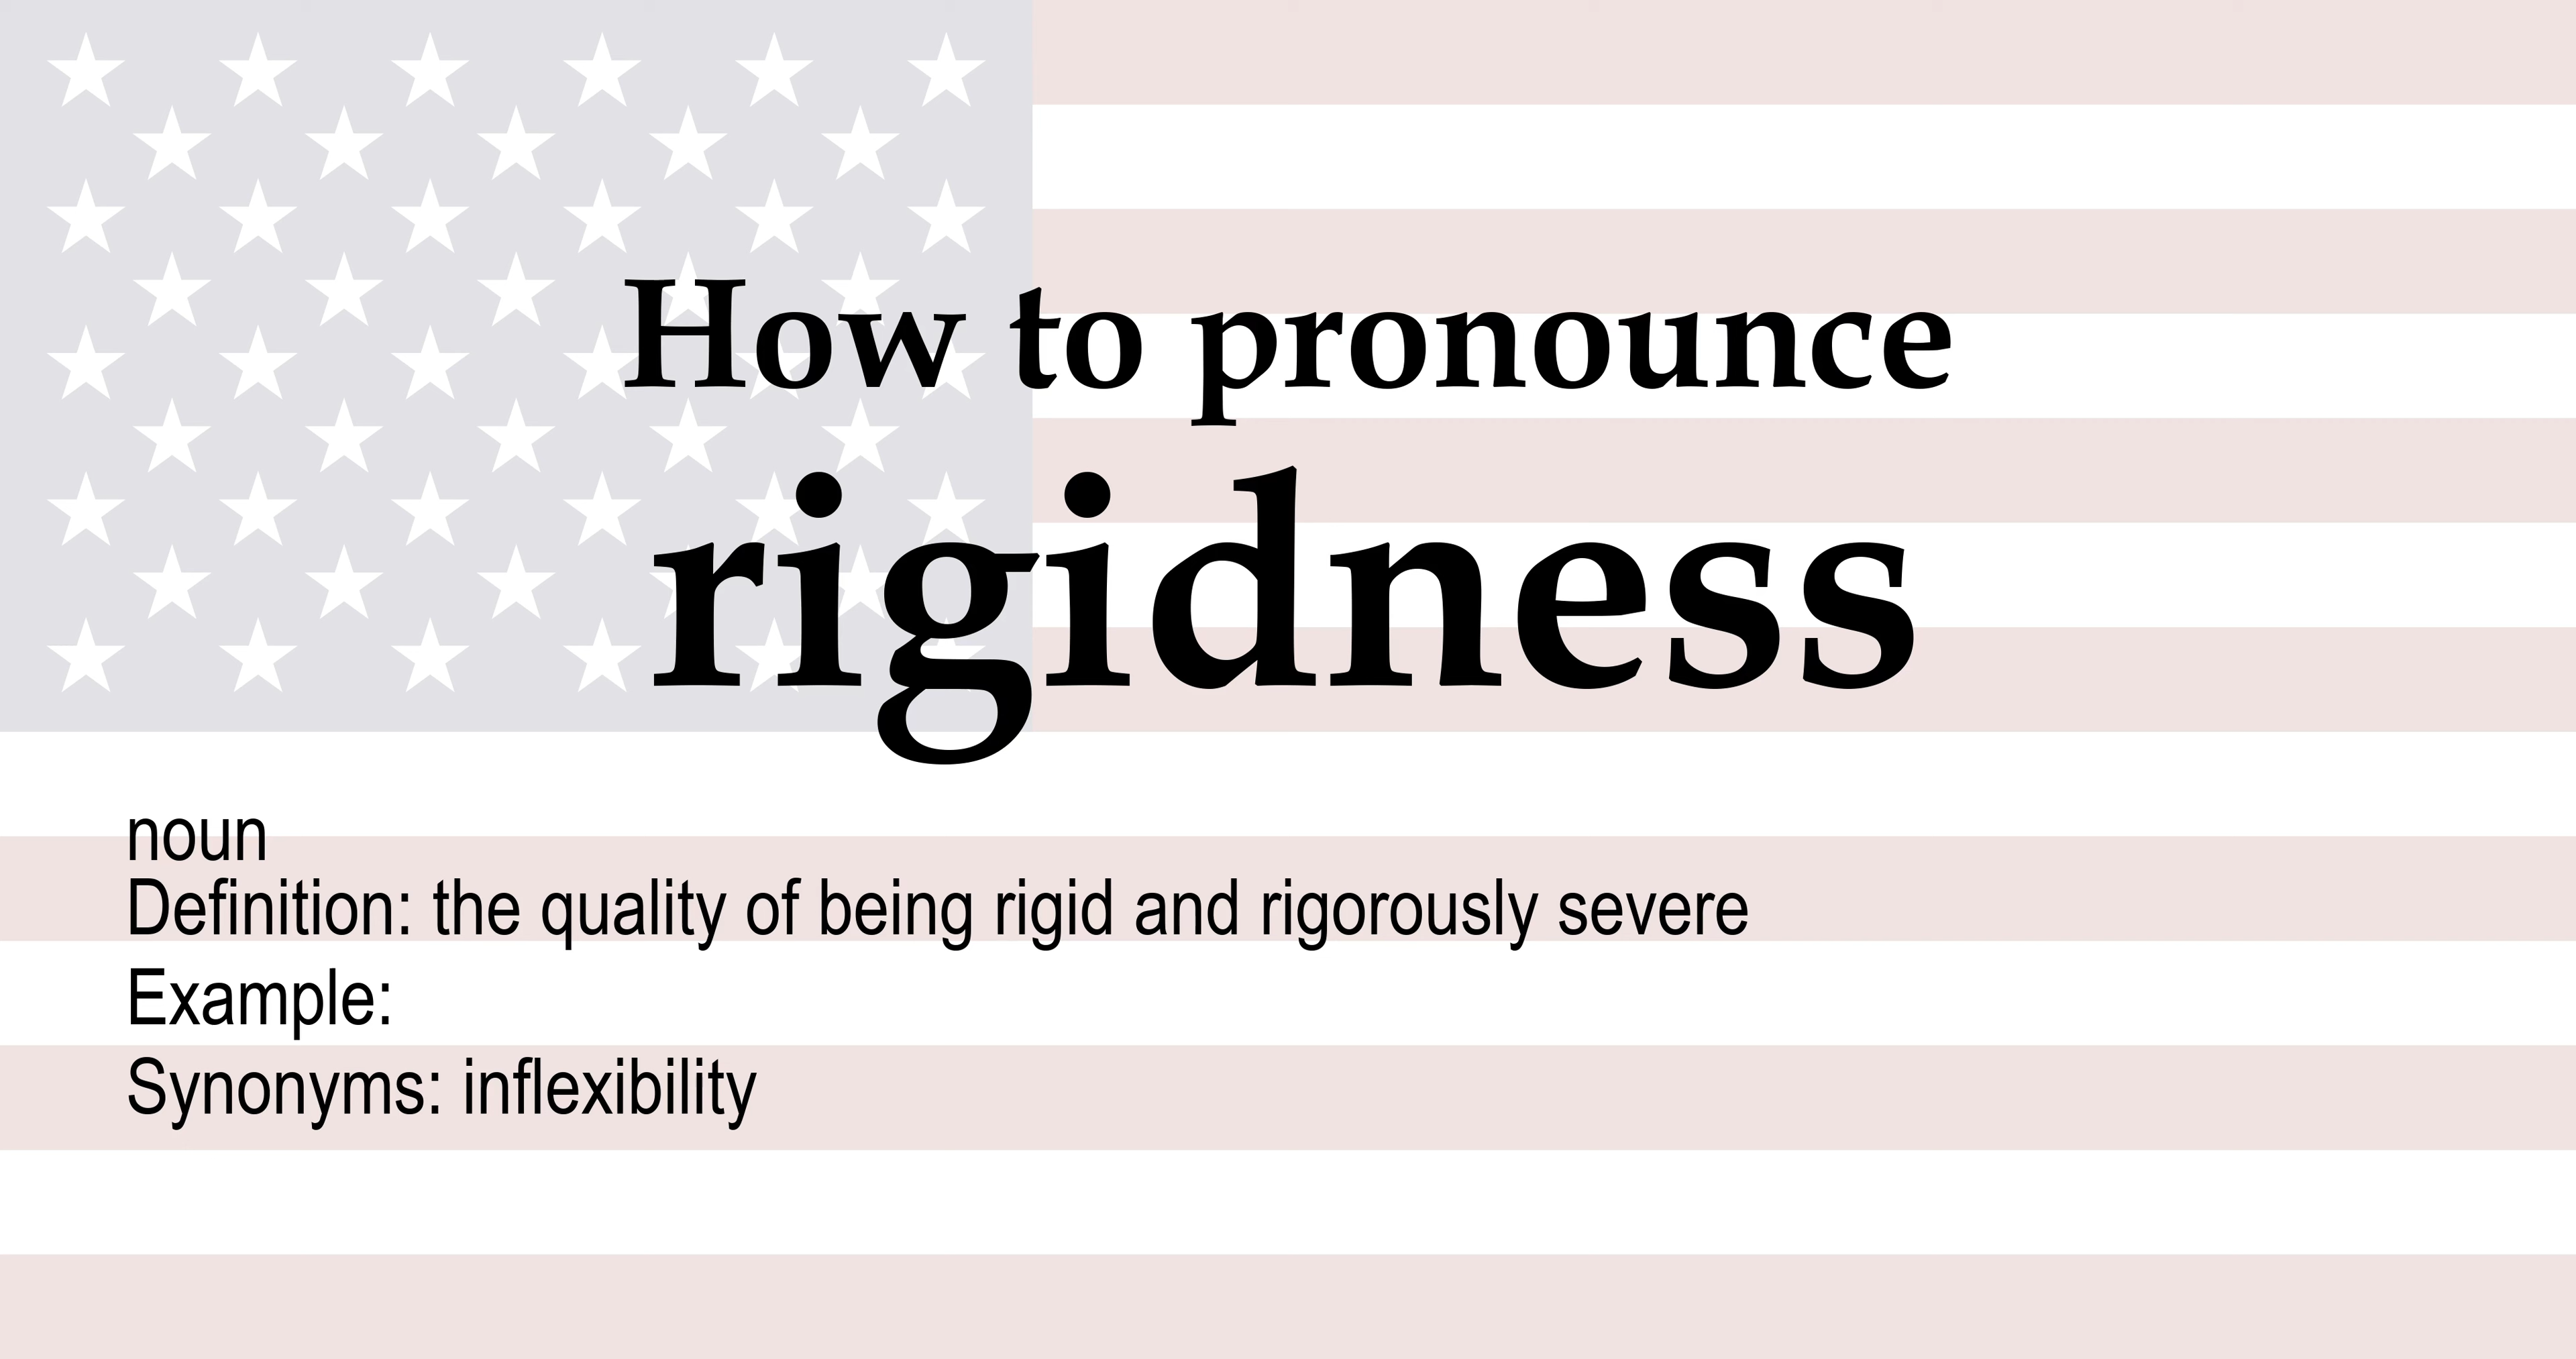 How to pronounce
rigidness
noun
Definition: the quality of being rigid and rigorously severe
Example:
Synonyms: inflexibility